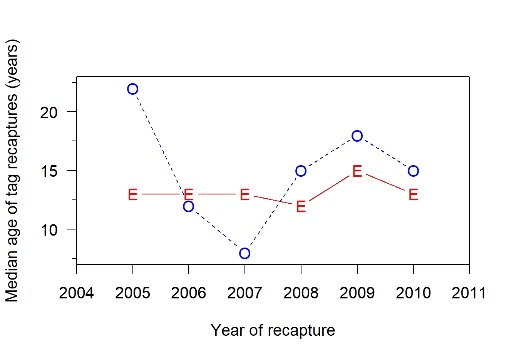 Median age of tag recaptures (years)
20
15
10
O
O
O
O
O
O
E
E
E
E
E
E
2004 2005 2006 2007 2008 2009 2010 2011
Year of recapture